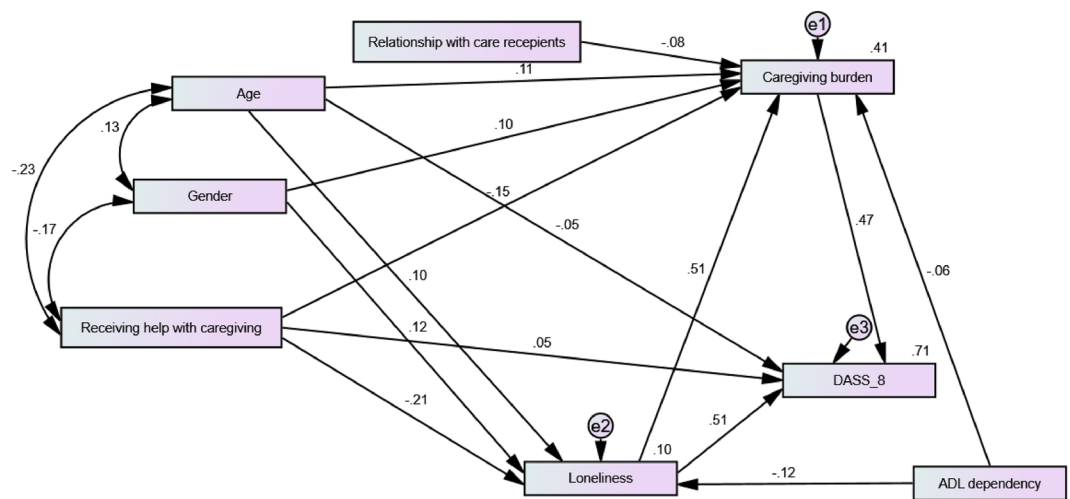 e1
Relationship with care recepients
-.08
.41
Caregiving burden
.11
Age
.13
.10
-.23
Gender
-.15
-.17
-.05
.47
.51
-.06
.10
Receiving help with caregiving
.12
.05
e3
.71
DASS_8
-.21
.51
e2
.10
Loneliness
-.12
ADL dependency